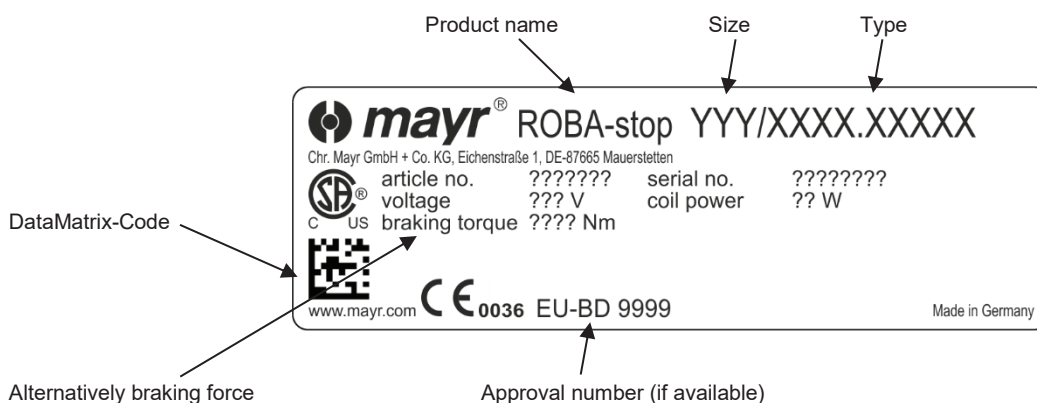 Product name Size Type
mayr® ROBA-stop YYY/XXXX.XXXXX
Chr. Mayr GmbH + Co. KG, Eichenstraße 1, DE-87665 Mauerstetten
SA® C US
article no. ??????? serial no. ????????
voltage ??? V coil power ?? W
braking torque ???? Nm
DataMatrix-Code
www.mayr.com CE 0036 EU-BD 9999 Made in Germany
Alternatively braking force Approval number (if available)